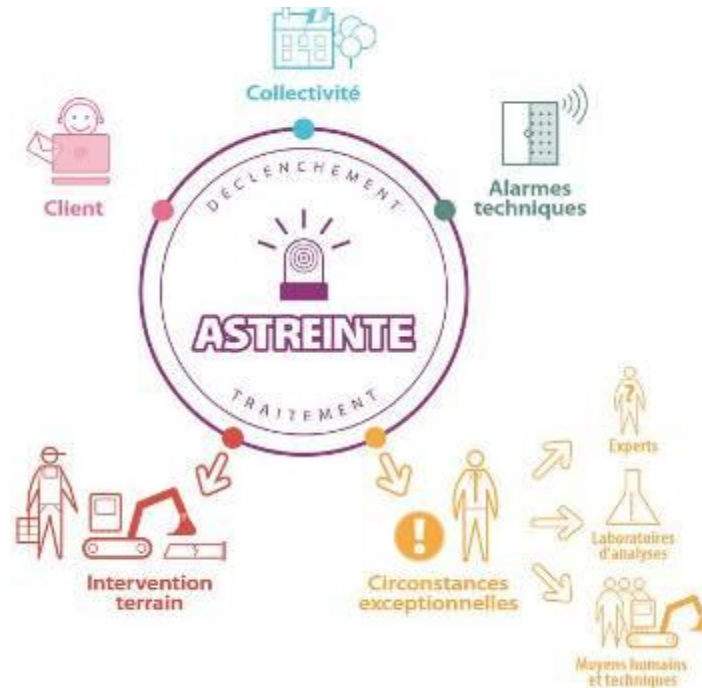 Collectivité
Client
Alarmes
techniques
DÉCLENCHEMENT
ASTREINTE
TRAITEMENT
Intervention
terrain
!
Circonstances
exceptionnelles
?
Experts
Laboratoires
d'analyses
Moyens humains
et techniques